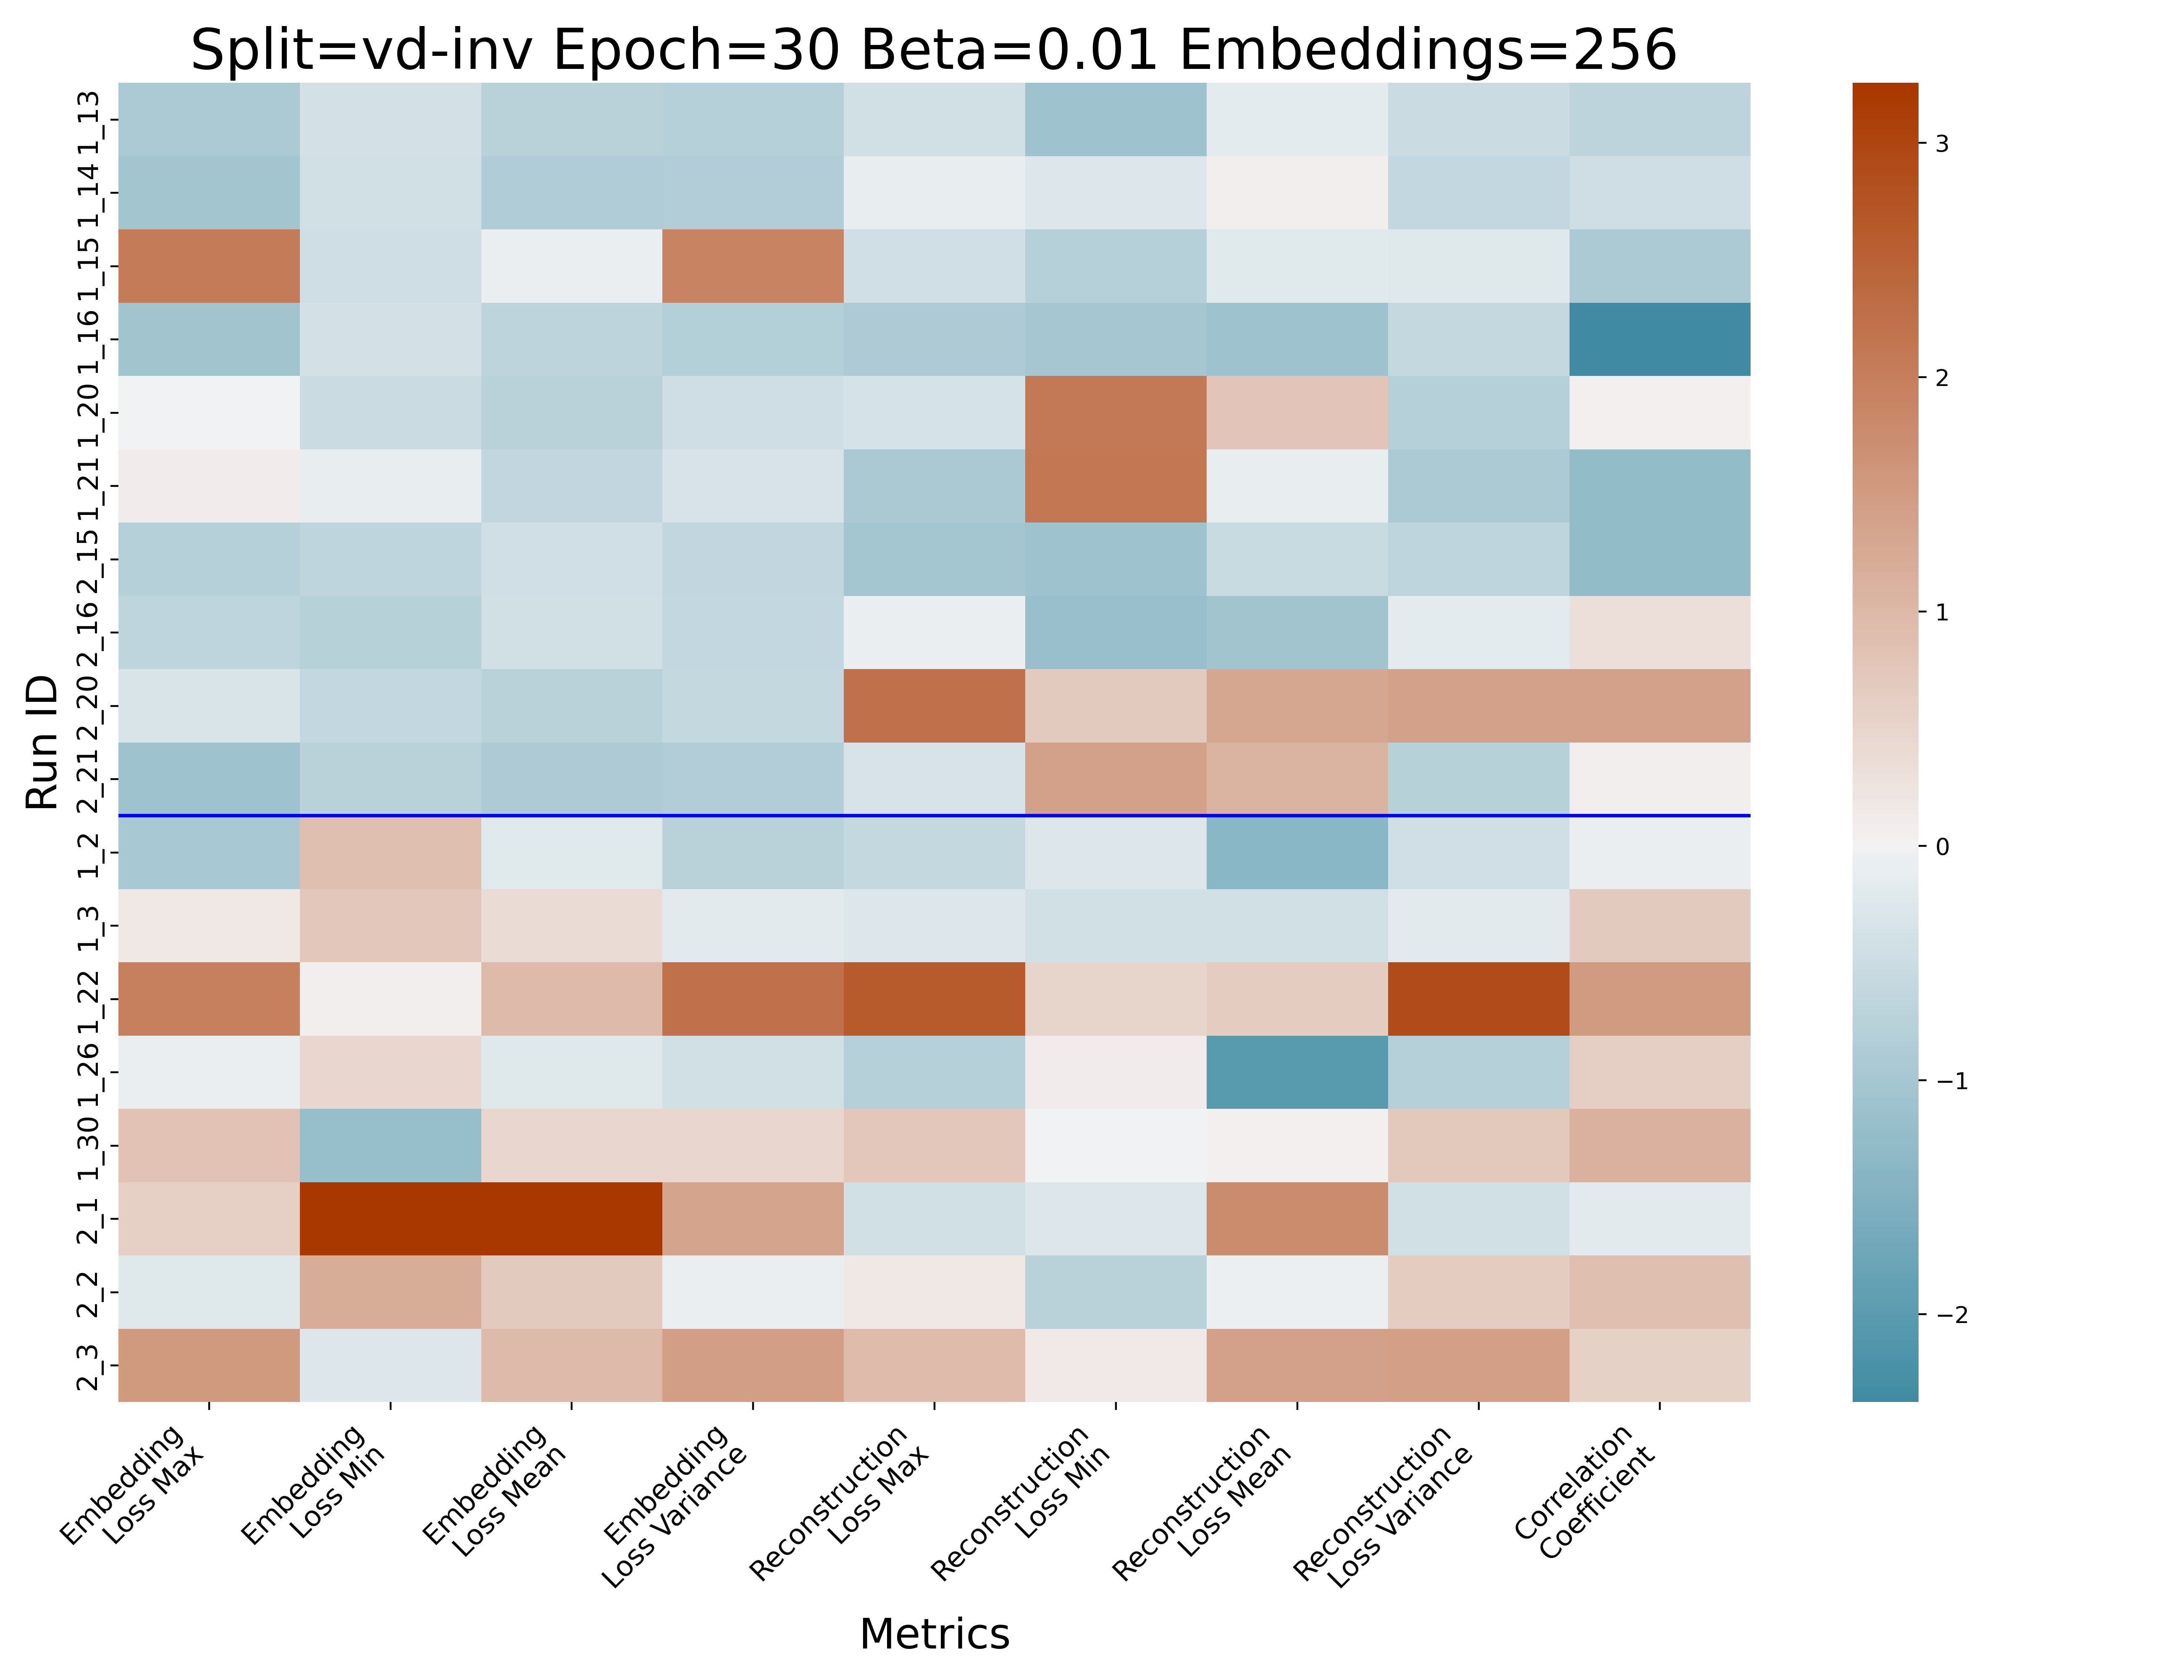 Split=vd-inv Epoch=30 Beta=0.01 Embeddings=256
Run ID
1_13
1_14
1_15
1_16
1_20
1_21
2_15
2_16
2_20
2_21
1_2
1_3
1_22
1_26
1_30
2_1
2_2
2_3
Embedding
Loss Max
Embedding
Loss Min
Embedding
Loss Mean
Embedding
Loss Variance
Reconstruction
Loss Max
Reconstruction
Loss Min
Reconstruction
Loss Mean
Reconstruction
Loss Variance
Correlation
Coefficient
Metrics
3
2
1
0
−1
−2